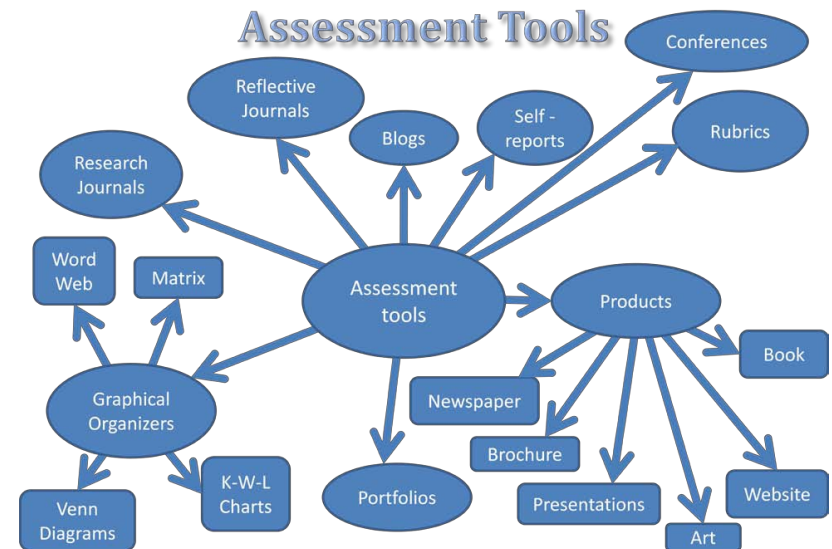 Assessment Tools
Conferences
Reflective
Journals
Self -
reports
Blogs
Rubrics
Research
Journals
Word
Web
Matrix
Assessment
tools
Products
Book
Newspaper
Graphical
Organizers
Brochure
K-W-L
Charts
Portfolios
Website
Presentations
Venn
Diagrams
Art